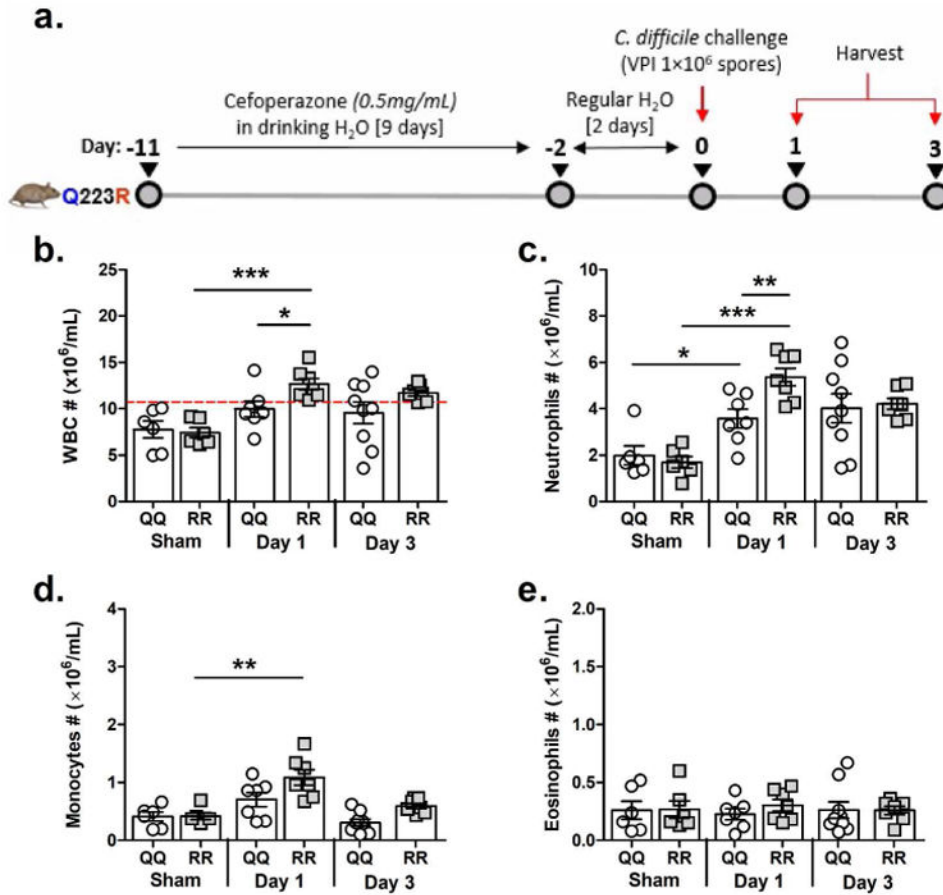 a.
C. difficile challenge
(VPI 1×10⁶ spores)
Harvest
Cefoperazone (0.5mg/mL)
in drinking H₂O [9 days]
Regular H₂O
[2 days]
Day: -11 -2 0 1 3
Q223R
b.
WBC # (x10⁶/mL)
25
20
15
10
5
0
***
*
QQ RR QQ RR QQ RR
Sham Day 1 Day 3
c.
Neutrophils # (×10⁶/mL)
10
8
6
4
2
0
**
***
*
QQ RR QQ RR QQ RR
Sham Day 1 Day 3
d.
Monocytes # (×10⁶/mL)
4
3
2
1
0
**
QQ RR QQ RR QQ RR
Sham Day 1 Day 3
e.
Eosinophils # (×10⁶/mL)
2.0
1.5
1.0
0.5
0.0
QQ RR QQ RR QQ RR
Sham Day 1 Day 3